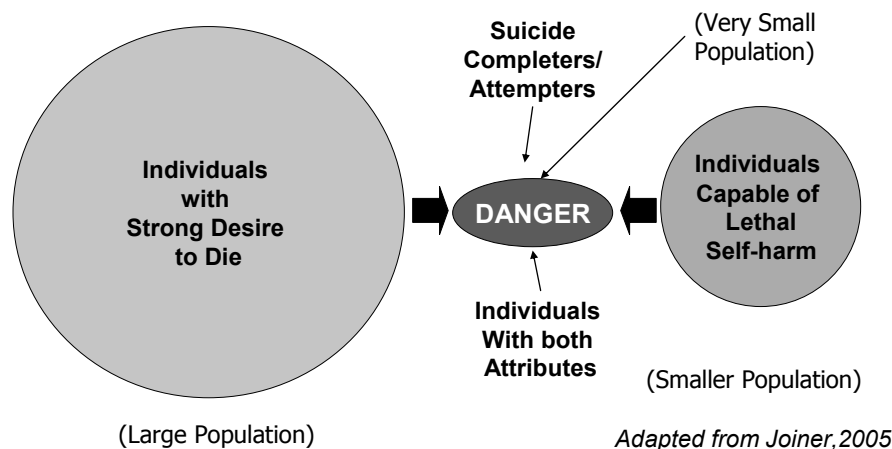 Individuals
with
Strong Desire
to Die
(Large Population)
Suicide
Completers/
Attempters
(Very Small
Population)
DANGER
Individuals
With both
Attributes
Individuals
Capable of
Lethal
Self-harm
(Smaller Population)
Adapted from Joiner,2005